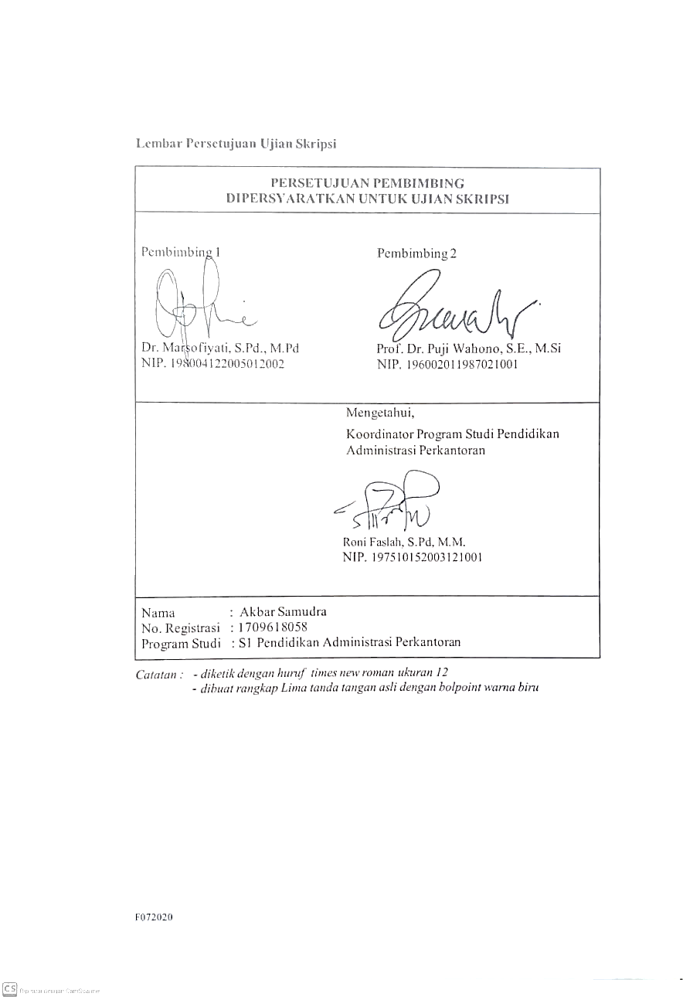 Lembar Persetujuan Ujian Skripsi
PERSETUJUAN PEMBIMBING
DIPERSYARATKAN UNTUK UJIAN SKRIPSI
Pembimbing 1
Pembimbing 2
Dr. Marsofiyati, S.Pd., M.Pd
NIP. 198004122005012002
Prof. Dr. Puji Wahono, S.E., M.Si
NIP. 196002011987021001
Mengetahui,
Koordinator Program Studi Pendidikan
Administrasi Perkantoran
Roni Faslah, S.Pd, M.M.
NIP. 197510152003121001
Nama : Akbar Samudra
No. Registrasi : 1709618058
Program Studi : S1 Pendidikan Administrasi Perkantoran
Catatan : - diketik dengan huruf times new roman ukuran 12
- dibuat rangkap Lima tanda tangan asli dengan bolpoint warna biru
F072020
CS Dipindai dengan CamScanner